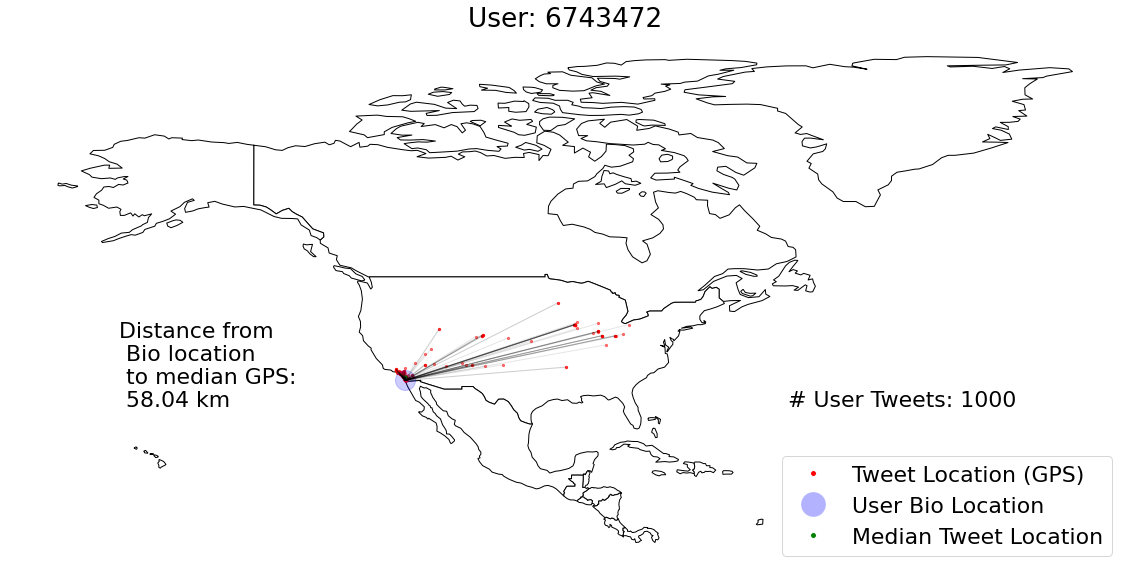 User: 6743472
Distance from
Bio location
to median GPS:
58.04 km
# User Tweets: 1000
Tweet Location (GPS)
User Bio Location
Median Tweet Location